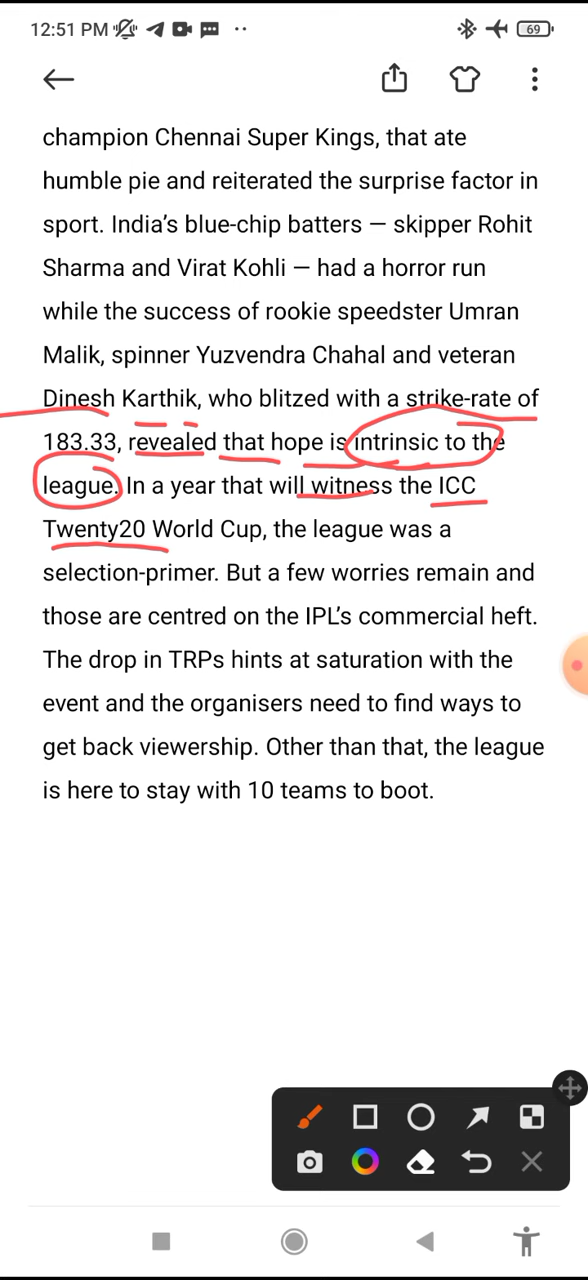 12:51 PM
69
champion Chennai Super Kings, that ate
humble pie and reiterated the surprise factor in
sport. India’s blue-chip batters — skipper Rohit
Sharma and Virat Kohli — had a horror run
while the success of rookie speedster Umran
Malik, spinner Yuzvendra Chahal and veteran
Dinesh Karthik, who blitzed with a strike-rate of
183.33, revealed that hope is intrinsic to the
league. In a year that will witness the ICC
Twenty20 World Cup, the league was a
selection-primer. But a few worries remain and
those are centred on the IPL’s commercial heft.
The drop in TRPs hints at saturation with the
event and the organisers need to find ways to
get back viewership. Other than that, the league
is here to stay with 10 teams to boot.